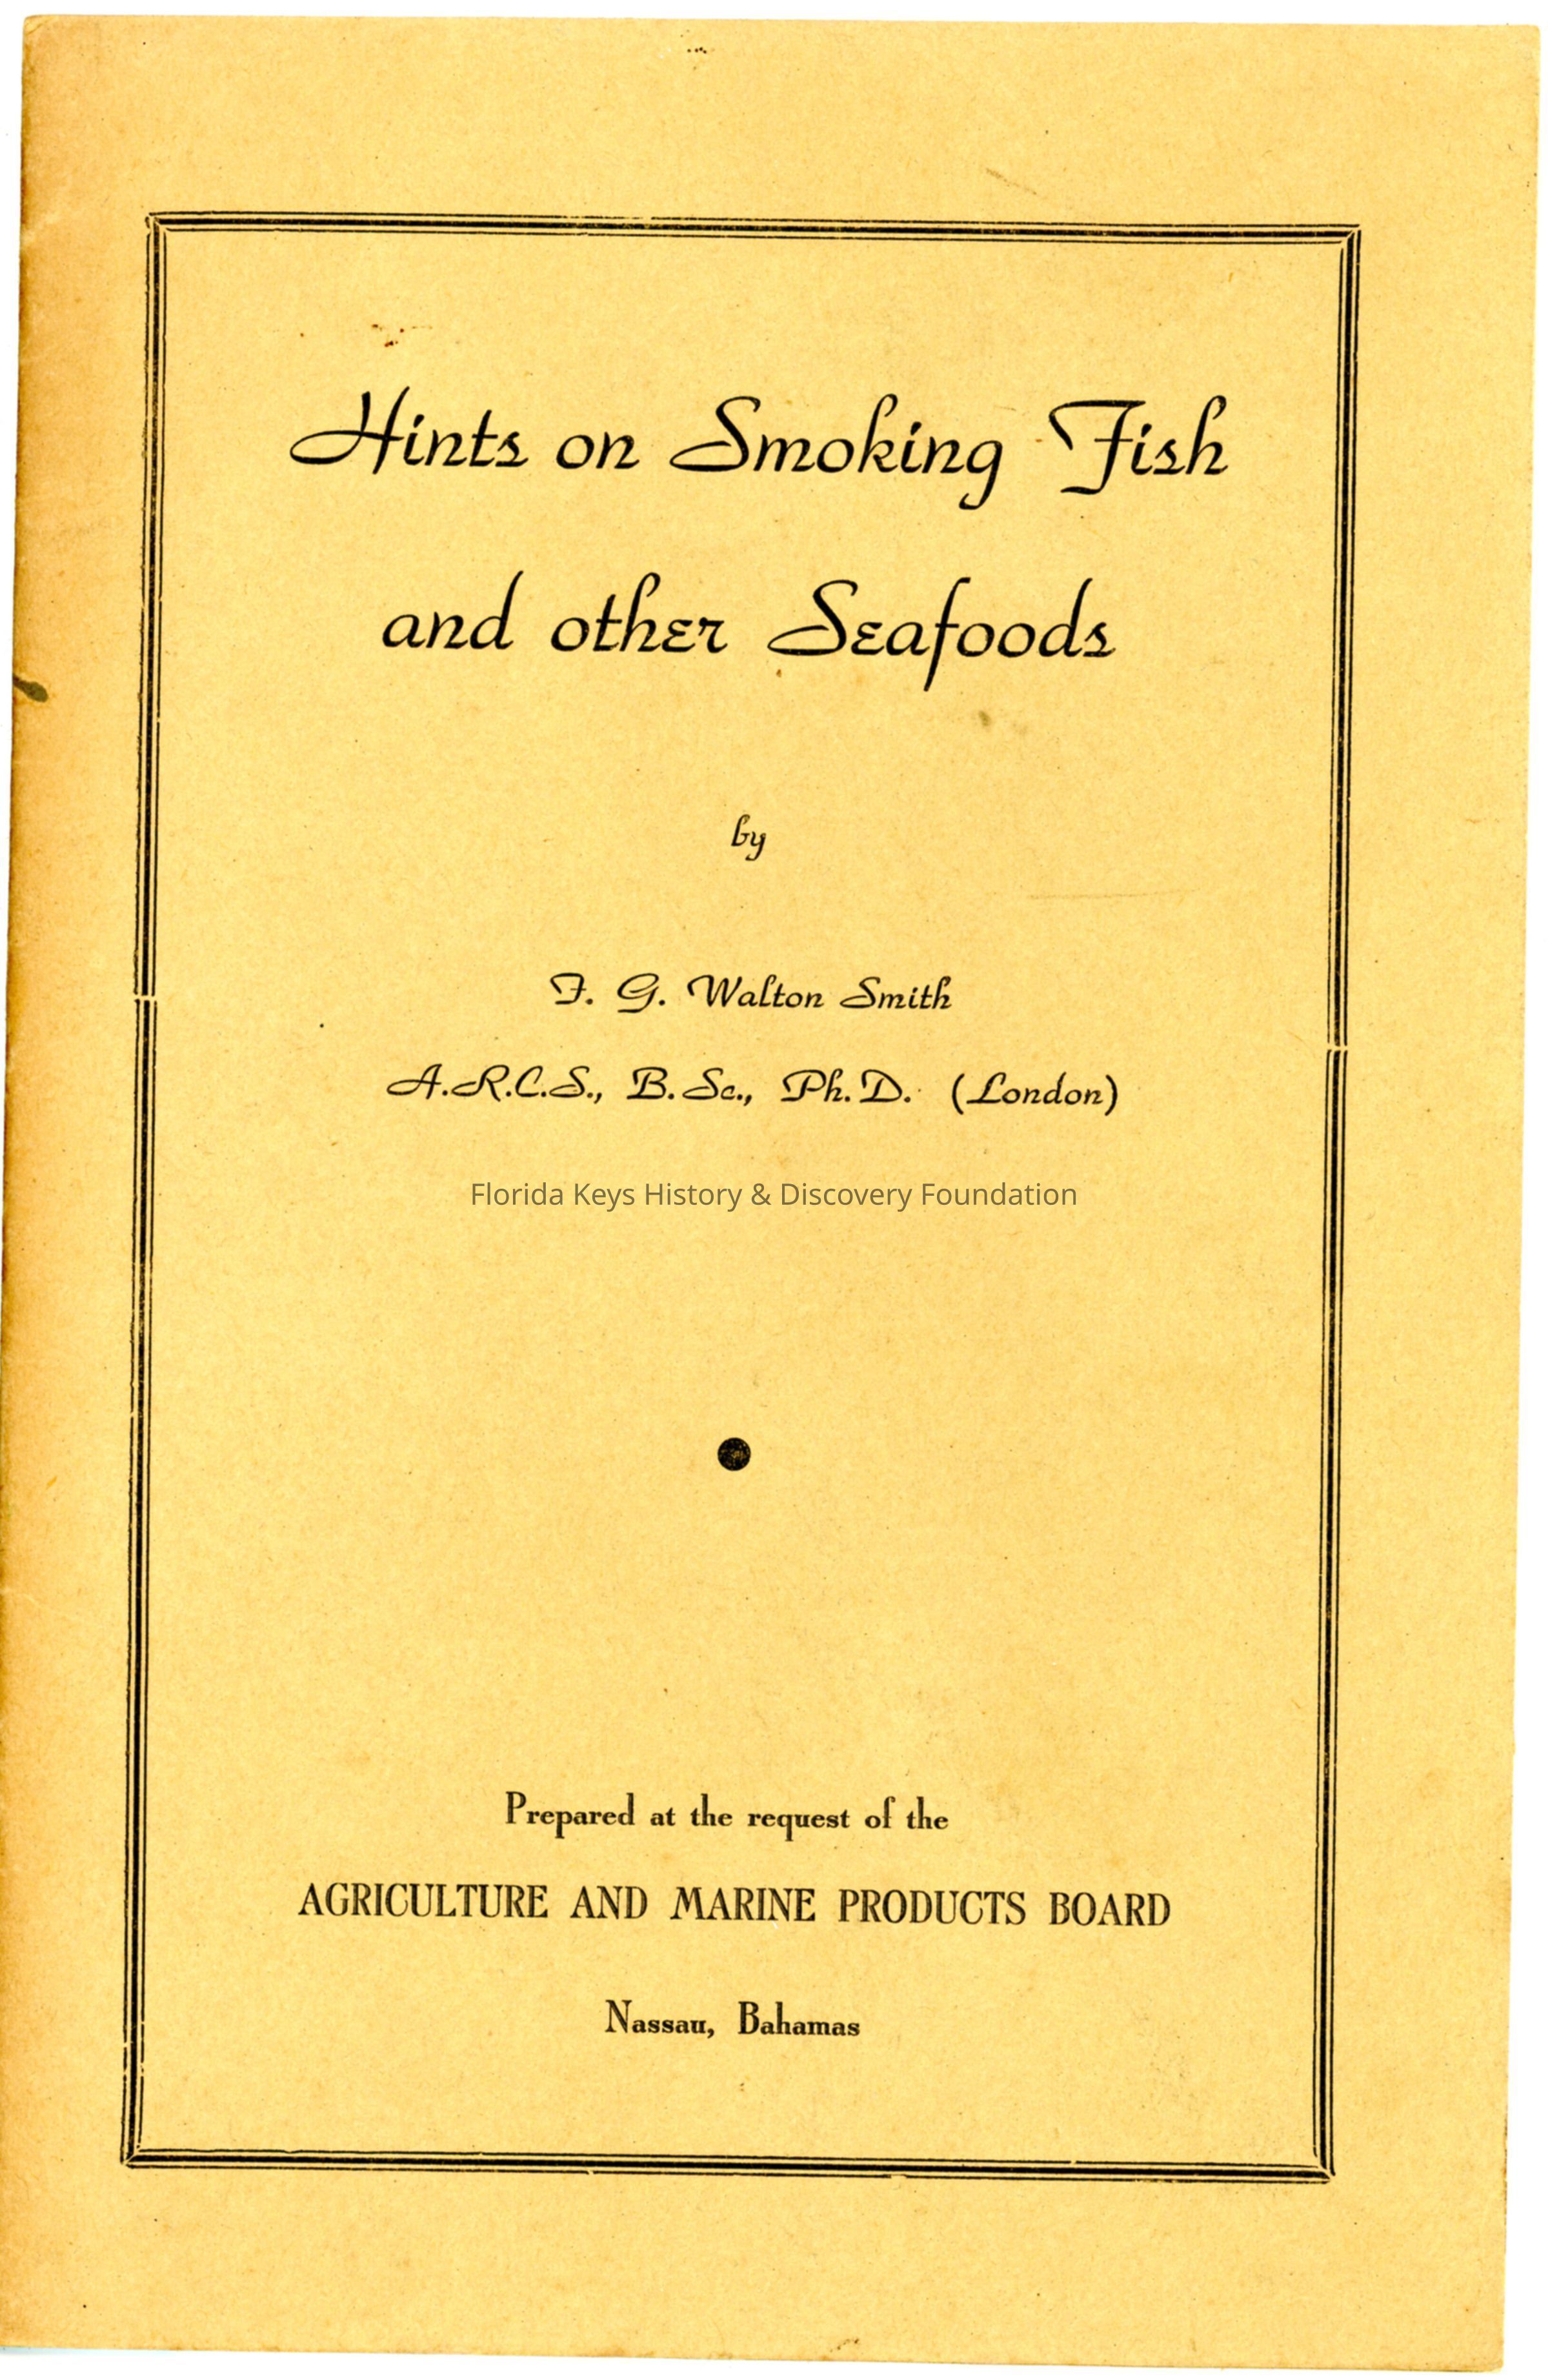 Hints on Smoking Fish
and other Seafoods
by
F. G. Walton Smith
A.R.C.S., B.Sc., Ph.D. (London)
Florida Keys History & Discovery Foundation
Prepared at the request of the
AGRICULTURE AND MARINE PRODUCTS BOARD
Nassau, Bahamas